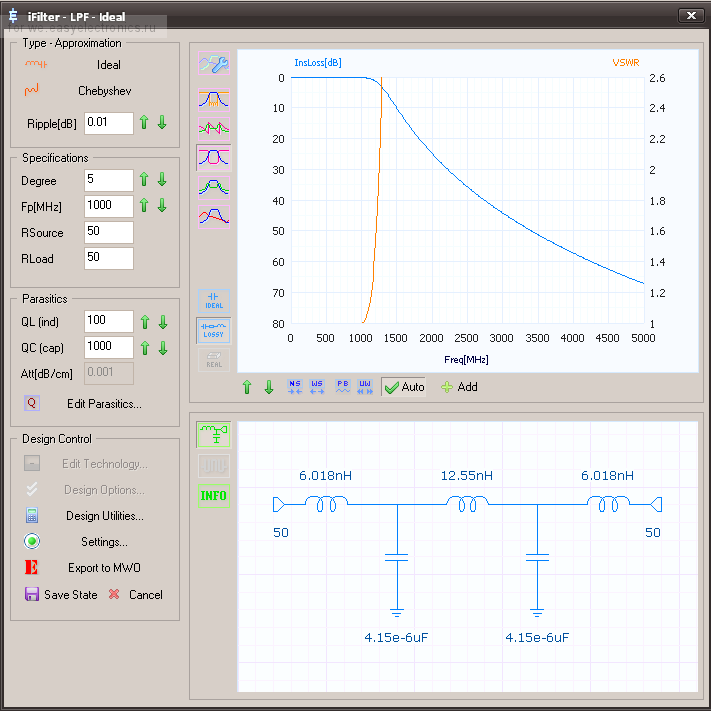 iFilter - LPF - Ideal
for we.easyelectronics.ru
Type - Approximation
Ideal
Chebyshev
Ripple[dB] 0.01
Specifications
Degree 5
Fp[MHz] 1000
RSource 50
RLoad 50
Parasitics
QL (ind) 100
QC (cap) 1000
Att[dB/cm] 0.001
Q Edit Parasitics...
Design Control
Edit Technology...
Design Options...
Design Utilities...
Settings...
E Export to MWO
Save State Cancel
IDEAL
LOSSY
REAL
InsLoss[dB] VSWR
0 2.6
10 2.4
20 2.2
30 2
40 1.8
50 1.6
60 1.4
70 1.2
80 1
0 500 1000 1500 2000 2500 3000 3500 4000 4500 5000
Freq[MHz]
NS WS PB UW Auto Add
INFO
6.018nH 12.55nH 6.018nH
50 50
4.15e-6uF 4.15e-6uF